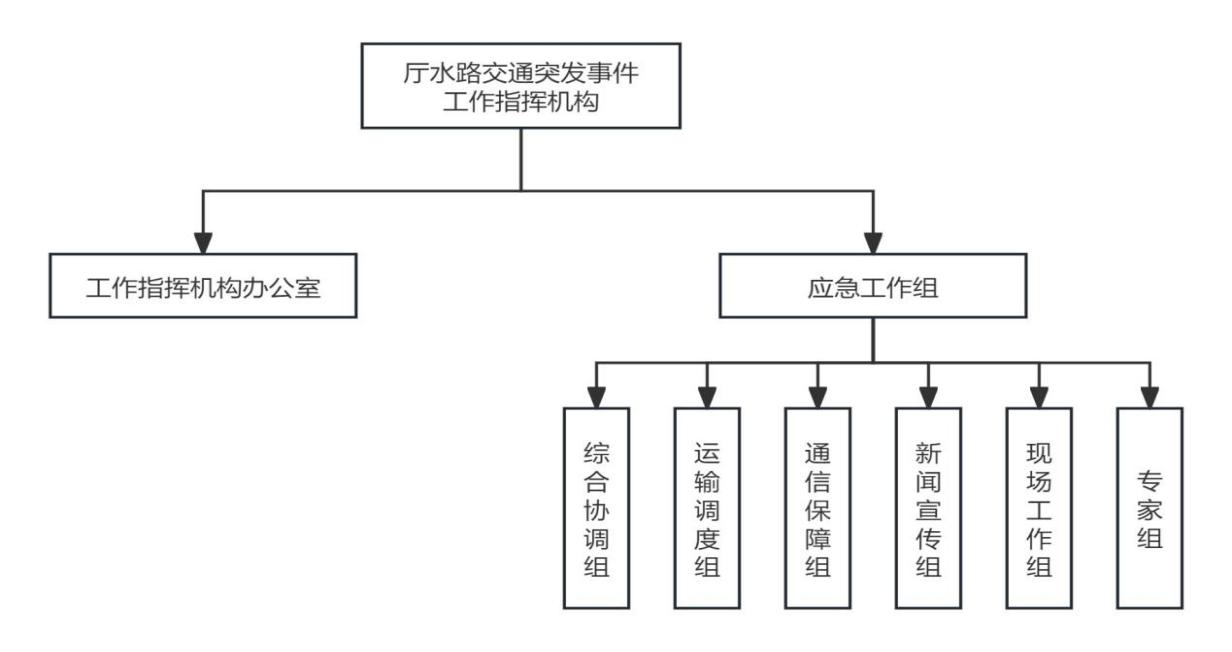 厅水路交通突发事件
工作指挥机构
工作指挥机构办公室
应急工作组
综合协调组
运输调度组
通信保障组
新闻宣传组
现场工作组
专家组